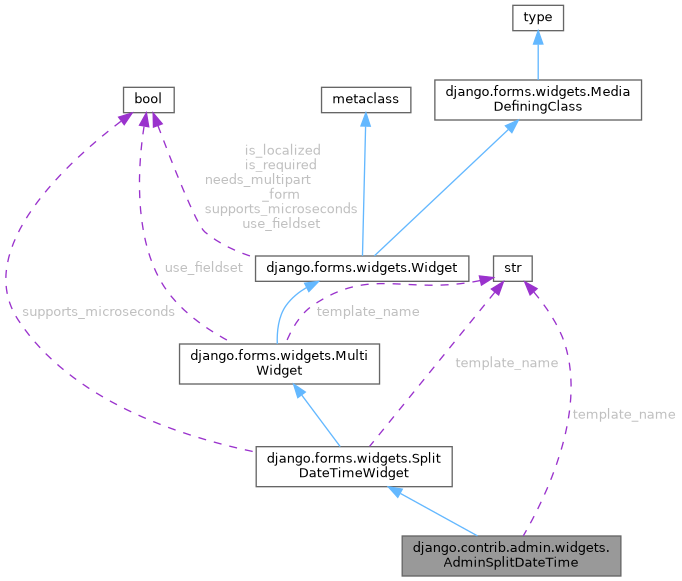 type
django.forms.widgets.Media
DefiningClass
bool
metaclass
is_localized
is_required
needs_multipart
_form
supports_microseconds
use_fieldset
django.forms.widgets.Widget
str
use_fieldset
supports_microseconds
template_name
django.forms.widgets.Multi
Widget
template_name
template_name
django.forms.widgets.Split
DateTimeWidget
django.contrib.admin.widgets.
AdminSplitDateTime